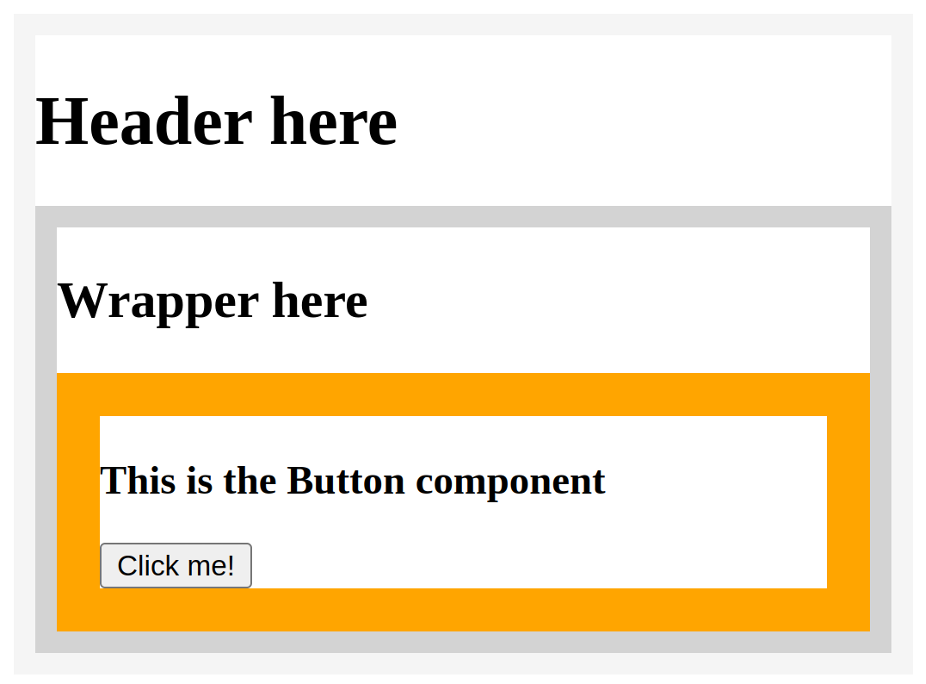 Header here
Wrapper here
This is the Button component
Click me!